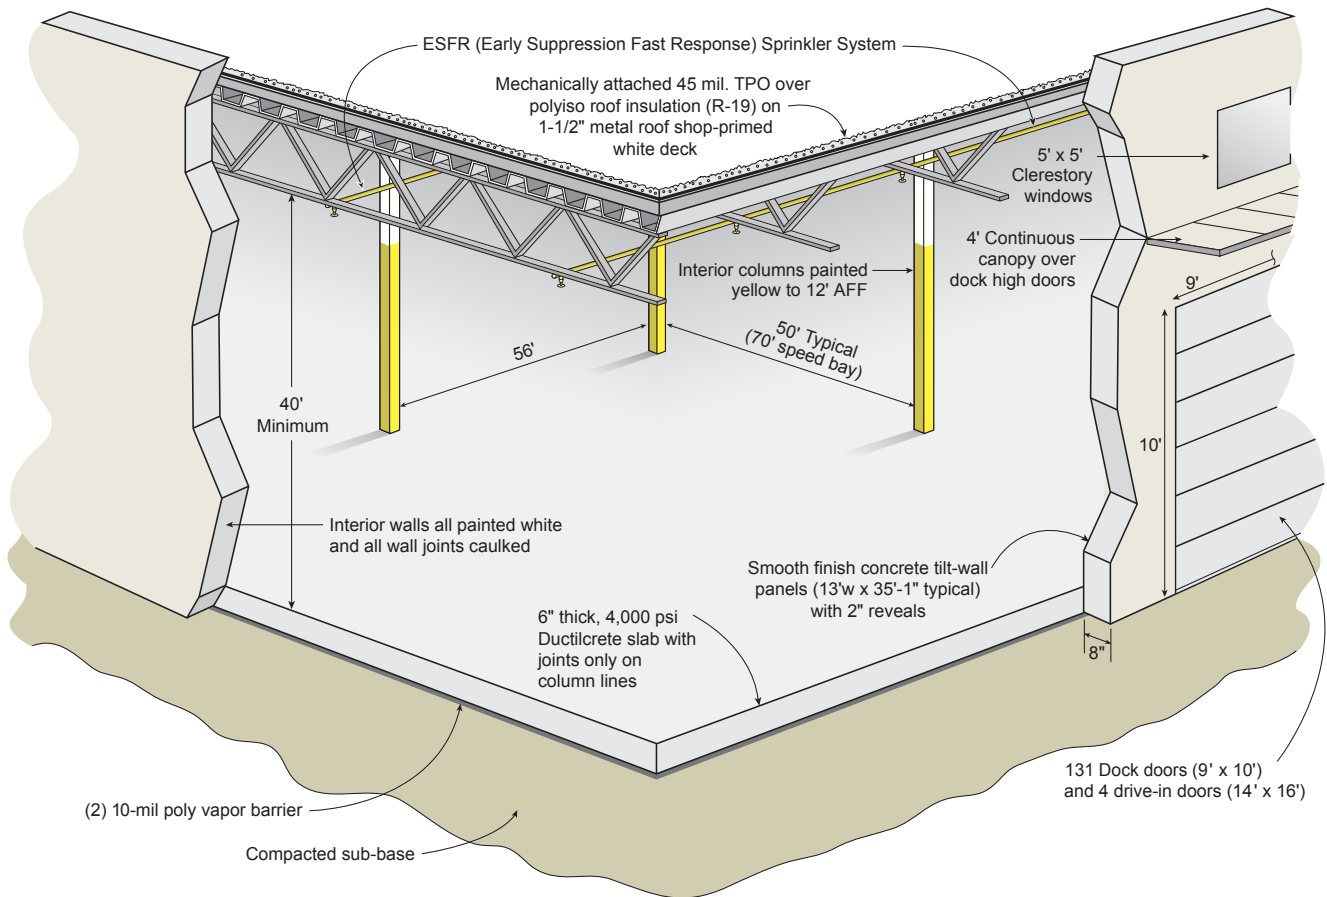 ESFR (Early Suppression Fast Response) Sprinkler System
Mechanically attached 45 mil. TPO over
polyiso roof insulation (R-19) on
1-1/2" metal roof shop-primed
white deck
5' x 5'
Clerestory
windows
4' Continuous
canopy over
dock high doors
9'
Interior columns painted
yellow to 12' AFF
56'
50' Typical
(70' speed bay)
40'
Minimum
10'
Interior walls all painted white
and all wall joints caulked
Smooth finish concrete tilt-wall
panels (13'w x 35'-1" typical)
with 2" reveals
6" thick, 4,000 psi
Ductilcrete slab with
joints only on
column lines
8"
131 Dock doors (9' x 10')
and 4 drive-in doors (14' x 16')
(2) 10-mil poly vapor barrier
Compacted sub-base